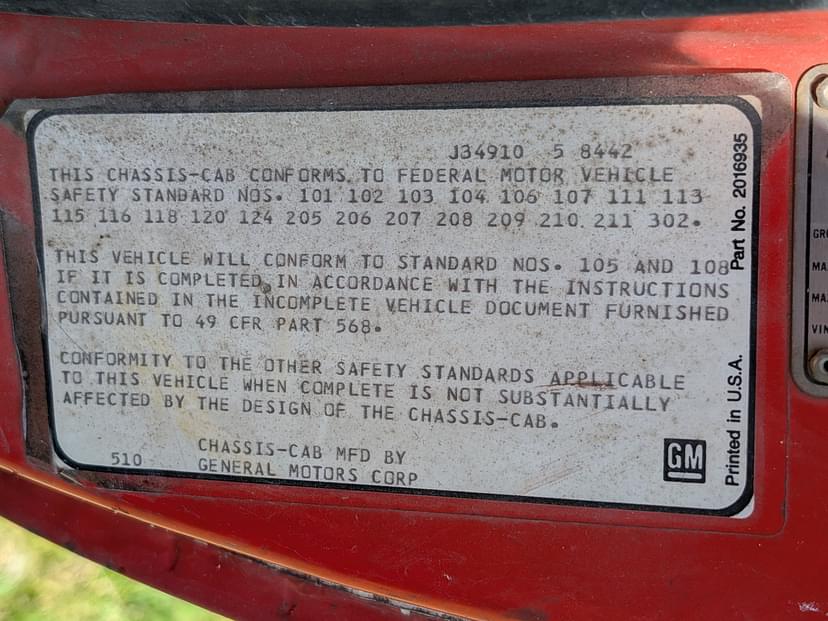 J34910 5 8442
THIS CHASSIS-CAB CONFORMS TO FEDERAL MOTOR VEHICLE
SAFETY STANDARD NOS. 101 102 103 104 106 107 111 113
115 116 118 120 124 205 206 207 208 209 210 211 302.
THIS VEHICLE WILL CONFORM TO STANDARD NOS. 105 AND 108
IF IT IS COMPLETED IN ACCORDANCE WITH THE INSTRUCTIONS
CONTAINED IN THE INCOMPLETE VEHICLE DOCUMENT FURNISHED
PURSUANT TO 49 CFR PART 568.
CONFORMITY TO THE OTHER SAFETY STANDARDS APPLICABLE
TO THIS VEHICLE WHEN COMPLETE IS NOT SUBSTANTIALLY
AFFECTED BY THE DESIGN OF THE CHASSIS-CAB.
510 CHASSIS-CAB MFD BY
GENERAL MOTORS CORP
GM
Printed in U.S.A.
Part No. 2016935
GRO
MA
MA
VIN